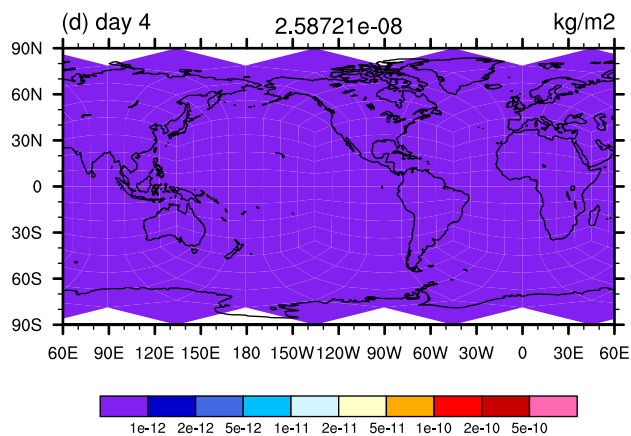 (d) day 4 2.58721e-08 kg/m2
90N
60N
30N
0
30S
60S
90S
60E 90E 120E 150E 180 150W 120W 90W 60W 30W 0 30E 60E
1e-12 2e-12 5e-12 1e-11 2e-11 5e-11 1e-10 2e-10 5e-10